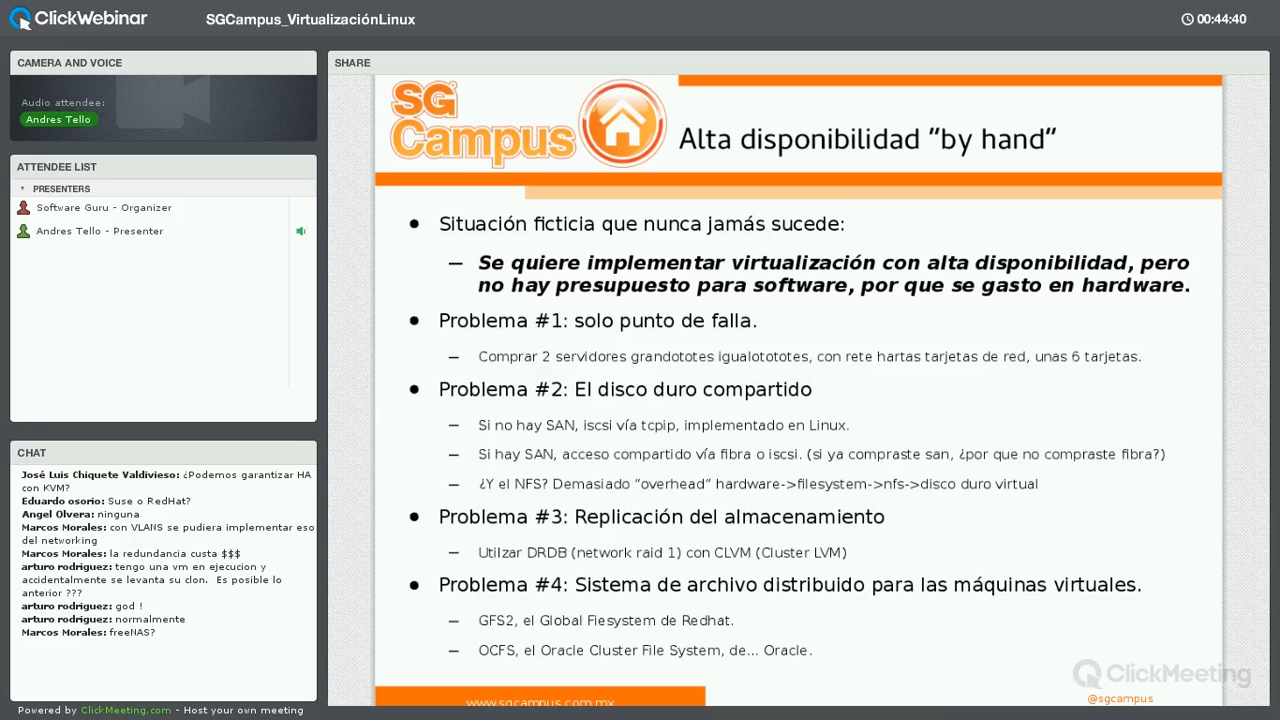 ClickWebinar
SGCampus_VirtualizaciónLinux
00:44:40
CAMERA AND VOICE
Audio attendee:
Andres Tello
ATTENDEE LIST
PRESENTERS
Software Guru - Organizer
Andres Tello - Presenter
CHAT
José Luis Chiquete Valdivieso: ¿Podemos garantizar HA
con KVM?
Eduardo osorio: Suse o RedHat?
Angel Olvera: ninguna
Marcos Morales: con VLANS se pudiera implementar eso
del networking
Marcos Morales: la redundancia custa $$$
arturo rodriguez: tengo una vm en ejecucion y
accidentalmente se levanta su clon. Es posible lo
anterior ???
arturo rodriguez: god !
arturo rodriguez: normalmente
Marcos Morales: freeNAS?
Powered by ClickMeeting.com - Host your own meeting
SHARE
SG
Campus
Alta disponibilidad “by hand”
• Situación ficticia que nunca jamás sucede:
– Se quiere implementar virtualización con alta disponibilidad, pero
no hay presupuesto para software, por que se gasto en hardware.
• Problema #1: solo punto de falla.
– Comprar 2 servidores grandototes igualotototes, con rete hartas tarjetas de red, unas 6 tarjetas.
• Problema #2: El disco duro compartido
– Si no hay SAN, iscsi vía tcpip, implementado en Linux.
– Si hay SAN, acceso compartido vía fibra o iscsi. (si ya compraste san, ¿por que no compraste fibra?)
– ¿Y el NFS? Demasiado “overhead” hardware->filesystem->nfs->disco duro virtual
• Problema #3: Replicación del almacenamiento
– Utilzar DRDB (network raid 1) con CLVM (Cluster LVM)
• Problema #4: Sistema de archivo distribuido para las máquinas virtuales.
– GFS2, el Global Fiesystem de Redhat.
– OCFS, el Oracle Cluster File System, de... Oracle.
ClickMeeting
www.sgcampus.com.mx
@sgcampus